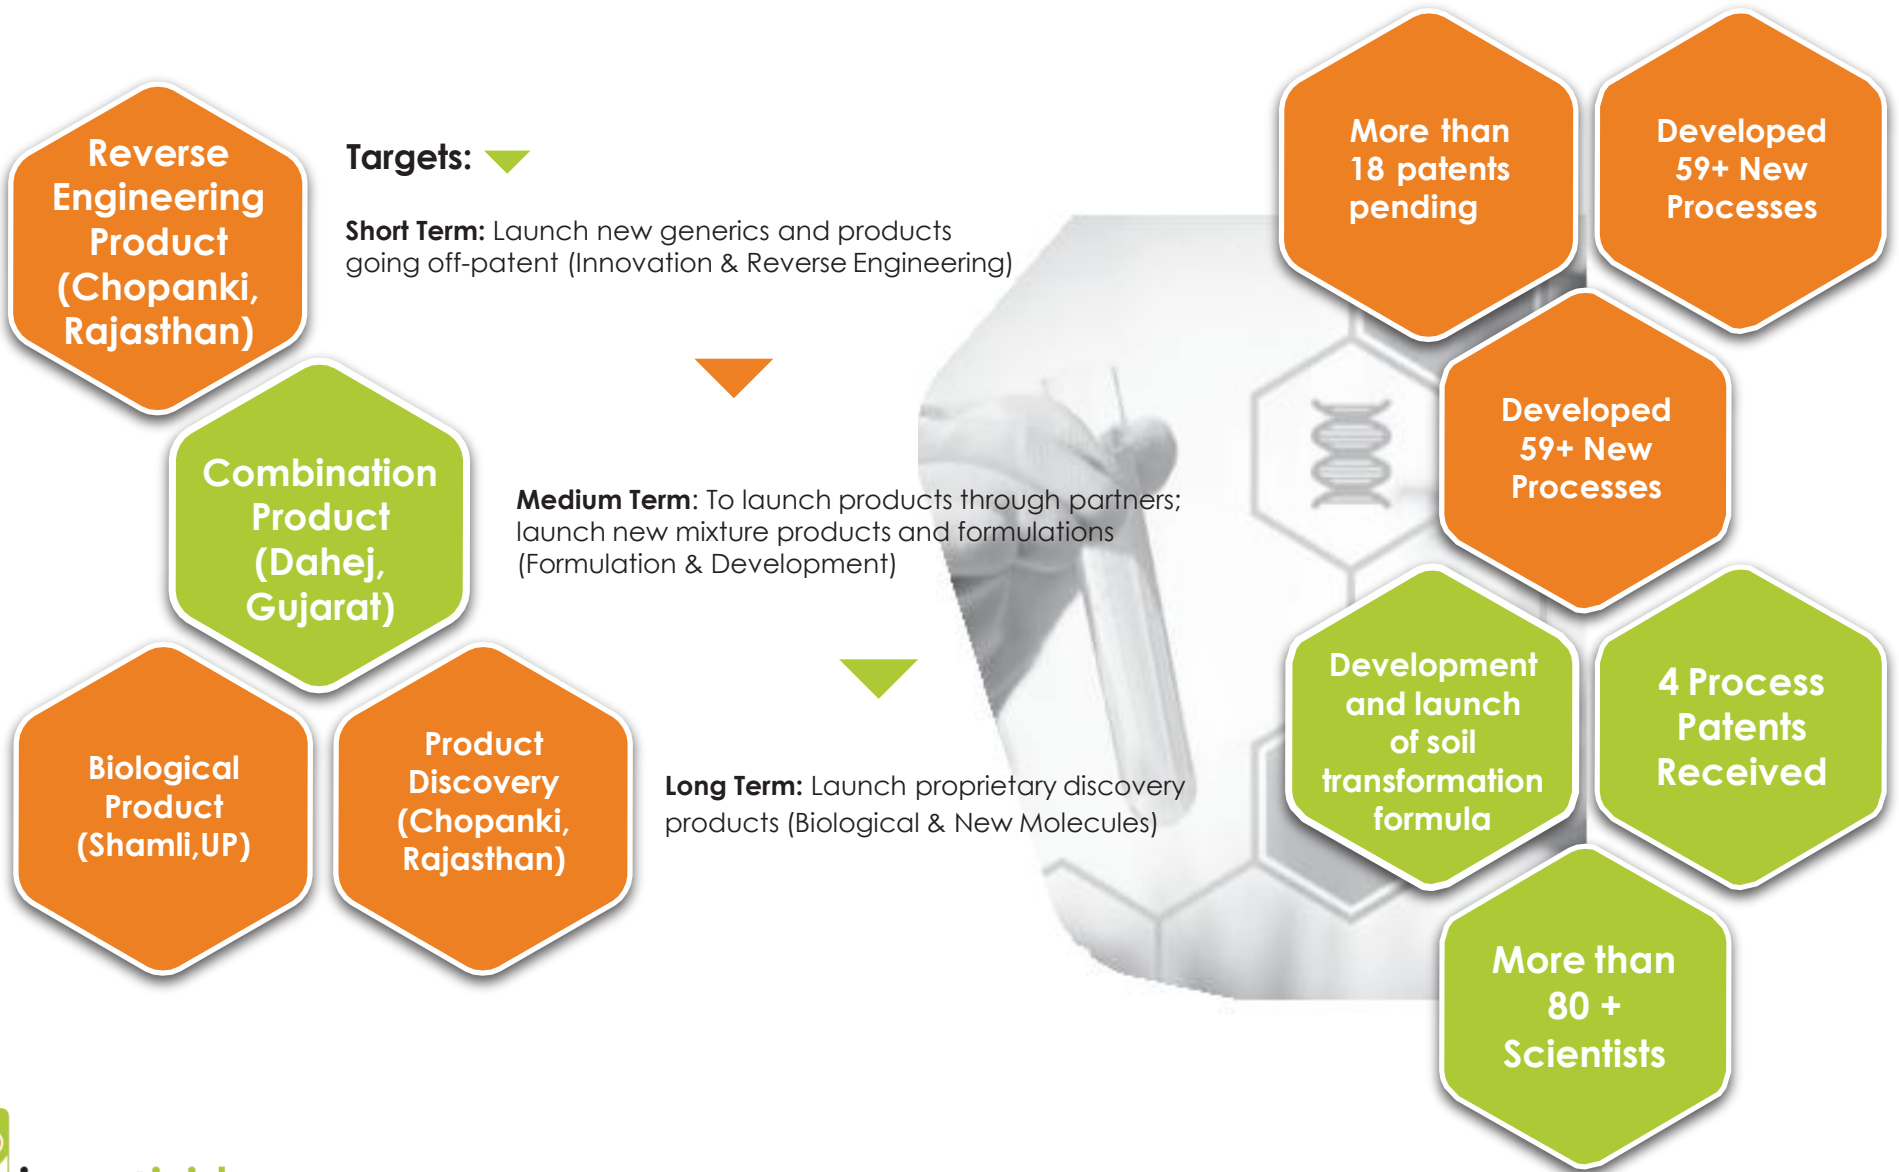 Reverse
Engineering
Product
(Chopanki,
Rajasthan)
Combination
Product
(Dahej,
Gujarat)
Biological
Product
(Shamli,UP)
Product
Discovery
(Chopanki,
Rajasthan)
Targets:
Short Term: Launch new generics and products
going off-patent (Innovation & Reverse Engineering)
Medium Term: To launch products through partners;
launch new mixture products and formulations
(Formulation & Development)
Long Term: Launch proprietary discovery
products (Biological & New Molecules)
More than
18 patents
pending
Developed
59+ New
Processes
Developed
59+ New
Processes
Development
and launch
of soil
transformation
formula
4 Process
Patents
Received
More than
80 +
Scientists